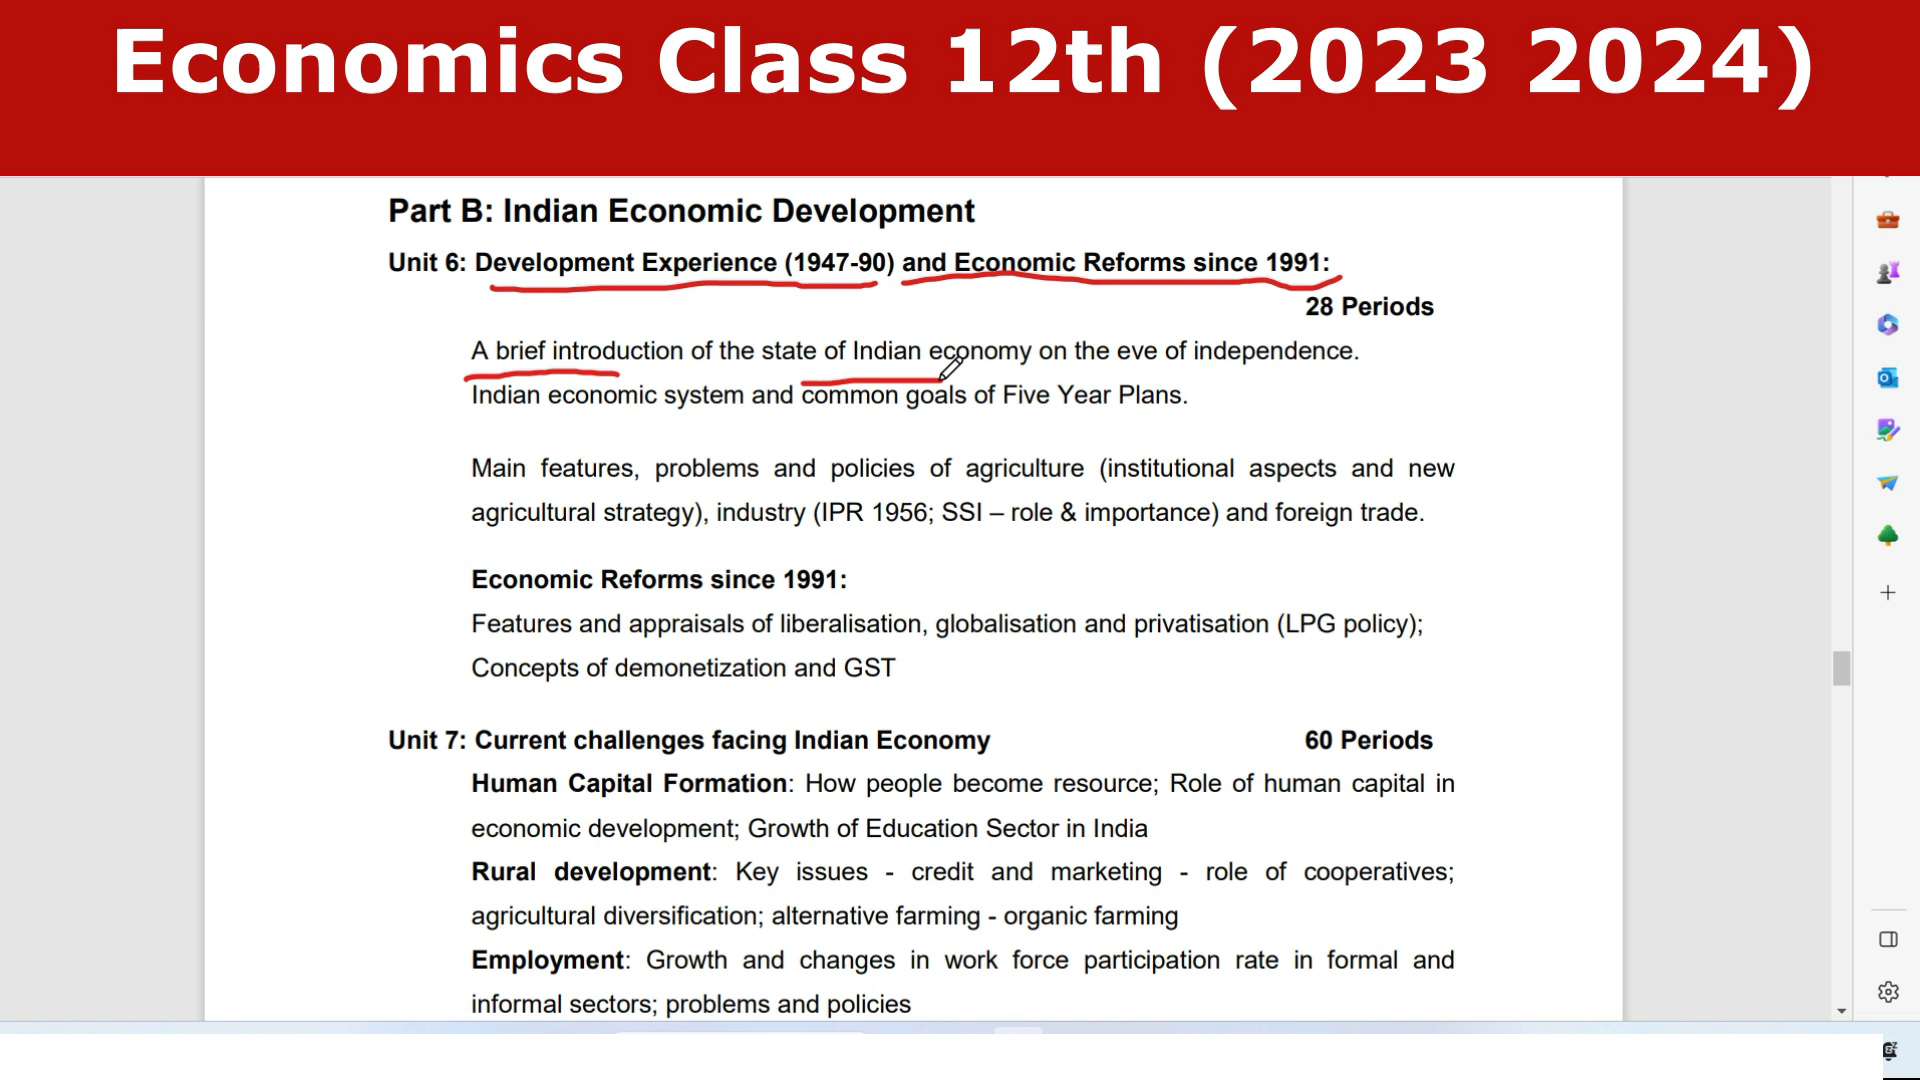 Economics Class 12th (2023 2024)
Part B: Indian Economic Development
Unit 6: Development Experience (1947-90) and Economic Reforms since 1991:
28 Periods
A brief introduction of the state of Indian economy on the eve of independence.
Indian economic system and common goals of Five Year Plans.
Main features, problems and policies of agriculture (institutional aspects and new
agricultural strategy), industry (IPR 1956; SSI – role & importance) and foreign trade.
Economic Reforms since 1991:
Features and appraisals of liberalisation, globalisation and privatisation (LPG policy);
Concepts of demonetization and GST
Unit 7: Current challenges facing Indian Economy 60 Periods
Human Capital Formation: How people become resource; Role of human capital in
economic development; Growth of Education Sector in India
Rural development: Key issues - credit and marketing - role of cooperatives;
agricultural diversification; alternative farming - organic farming
Employment: Growth and changes in work force participation rate in formal and
informal sectors; problems and policies